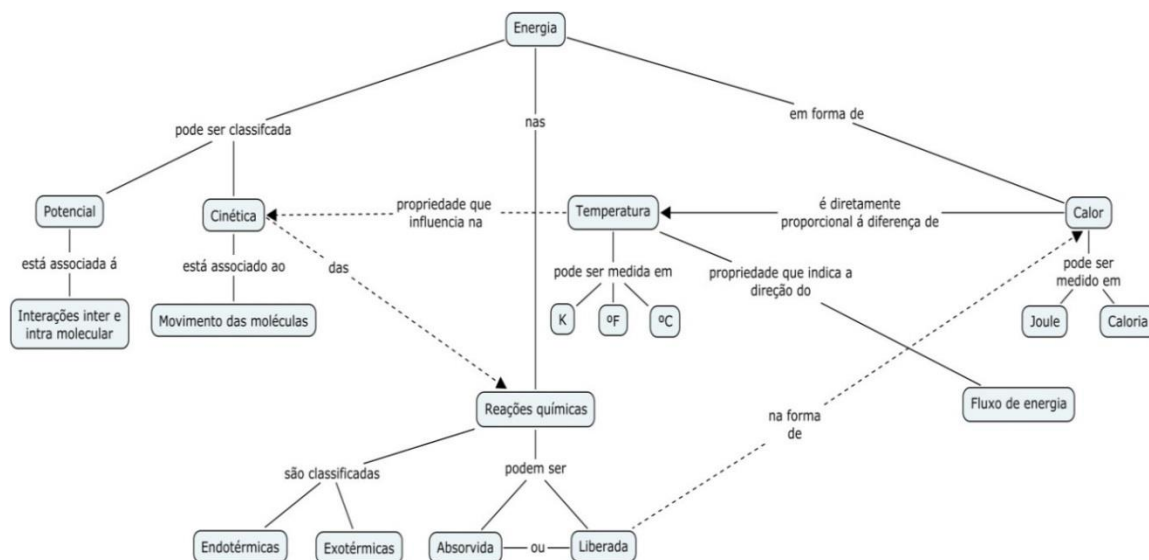 Energia
pode ser classifcada
nas
em forma de
Potencial
Cinética
propriedade que
influencia na
Temperatura
é diretamente
proporcional á diferença de
Calor
está associada á
está associado ao
das
pode ser medida em
propriedade que indica a
direção do
pode ser
medido em
Interações inter e
intra molecular
Movimento das moléculas
K
ºF
ºC
Joule
Caloria
Reações químicas
Fluxo de energia
na forma
de
são classificadas
podem ser
Endotérmicas
Exotérmicas
Absorvida
ou
Liberada